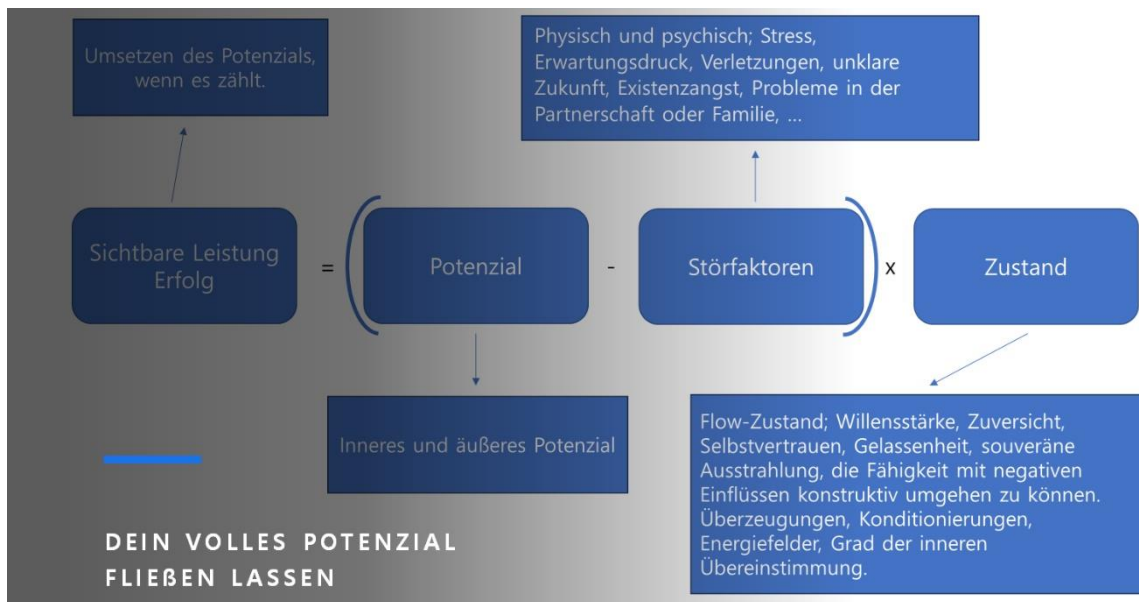 Umsetzen des Potenzials,
wenn es zählt.
Physisch und psychisch; Stress,
Erwartungsdruck, Verletzungen, unklare
Zukunft, Existenzangst, Probleme in der
Partnerschaft oder Familie, ...
Sichtbare Leistung
Erfolg
=
(
Potenzial
-
Störfaktoren
)
x
Zustand
Inneres und äußeres Potenzial
Flow-Zustand; Willensstärke, Zuversicht,
Selbstvertrauen, Gelassenheit, souveräne
Ausstrahlung, die Fähigkeit mit negativen
Einflüssen konstruktiv umgehen zu können.
Überzeugungen, Konditionierungen,
Energiefelder, Grad der inneren
Übereinstimmung.
DEIN VOLLES POTENZIAL
FLIEßEN LASSEN